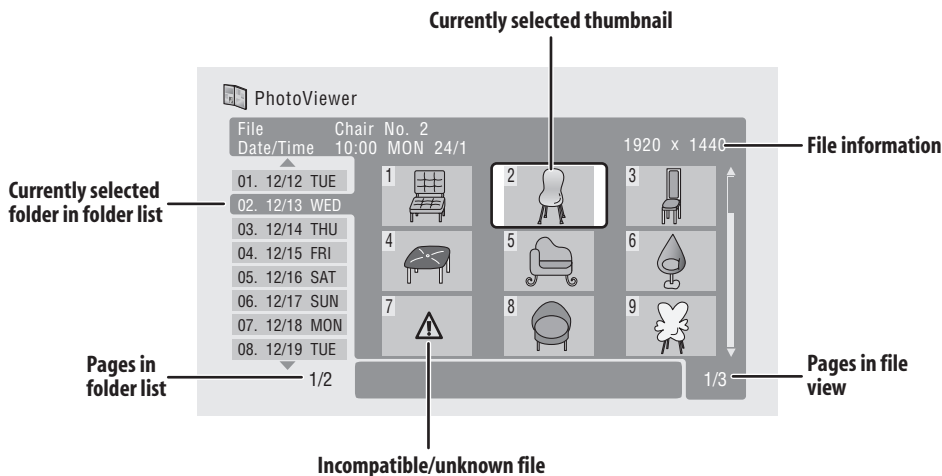 Currently selected thumbnail
PhotoViewer
File Chair No. 2
Date/Time 10:00 MON 24/1
1920 x 1440
File information
Currently selected
folder in folder list
01. 12/12 TUE
02. 12/13 WED
03. 12/14 THU
04. 12/15 FRI
05. 12/16 SAT
06. 12/17 SUN
07. 12/18 MON
08. 12/19 TUE
1
2
3
4
5
6
7
8
9
Pages in
folder list
1/2
1/3
Pages in file
view
Incompatible/unknown file